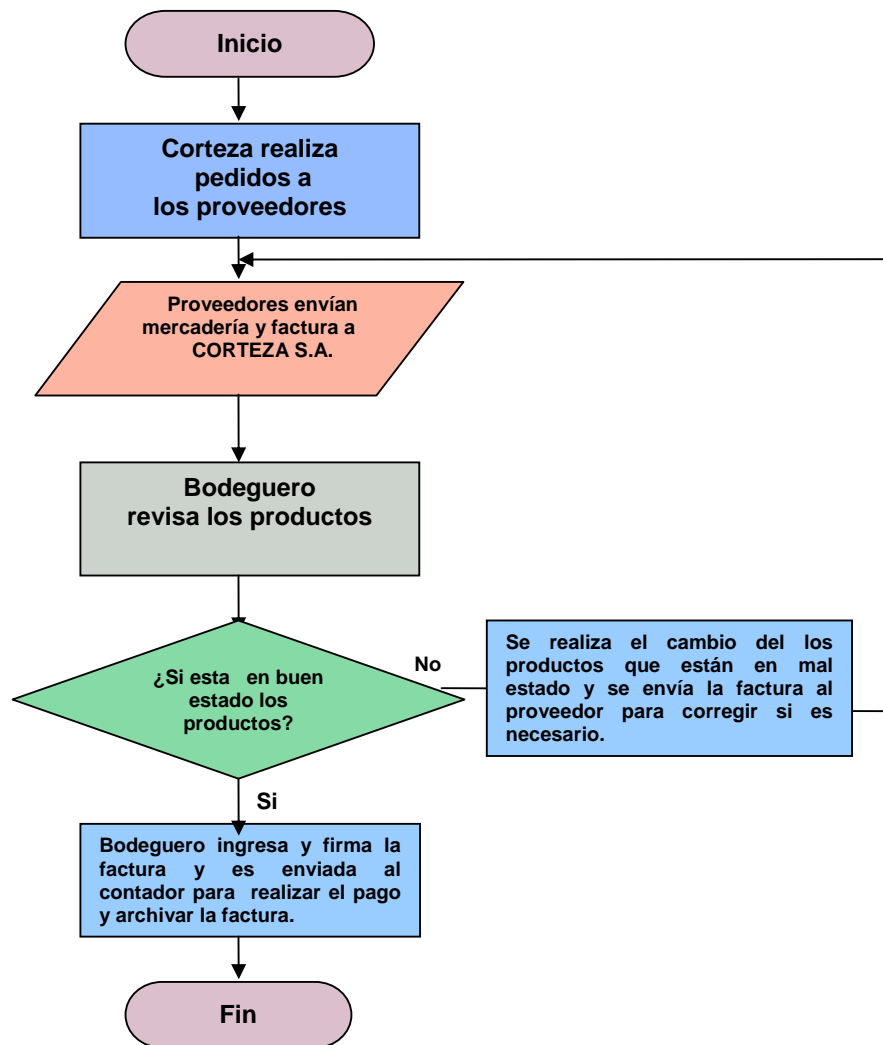 Inicio
Corteza realiza
pedidos a
los proveedores
Proveedores envían
mercadería y factura a
CORTEZA S.A.
Bodeguero
revisa los productos
¿Si esta en buen
estado los
productos?
No
Se realiza el cambio del los
productos que están en mal
estado y se envía la factura al
proveedor para corregir si es
necesario.
Si
Bodeguero ingresa y firma la
factura y es enviada al
contador para realizar el pago
y archivar la factura.
Fin